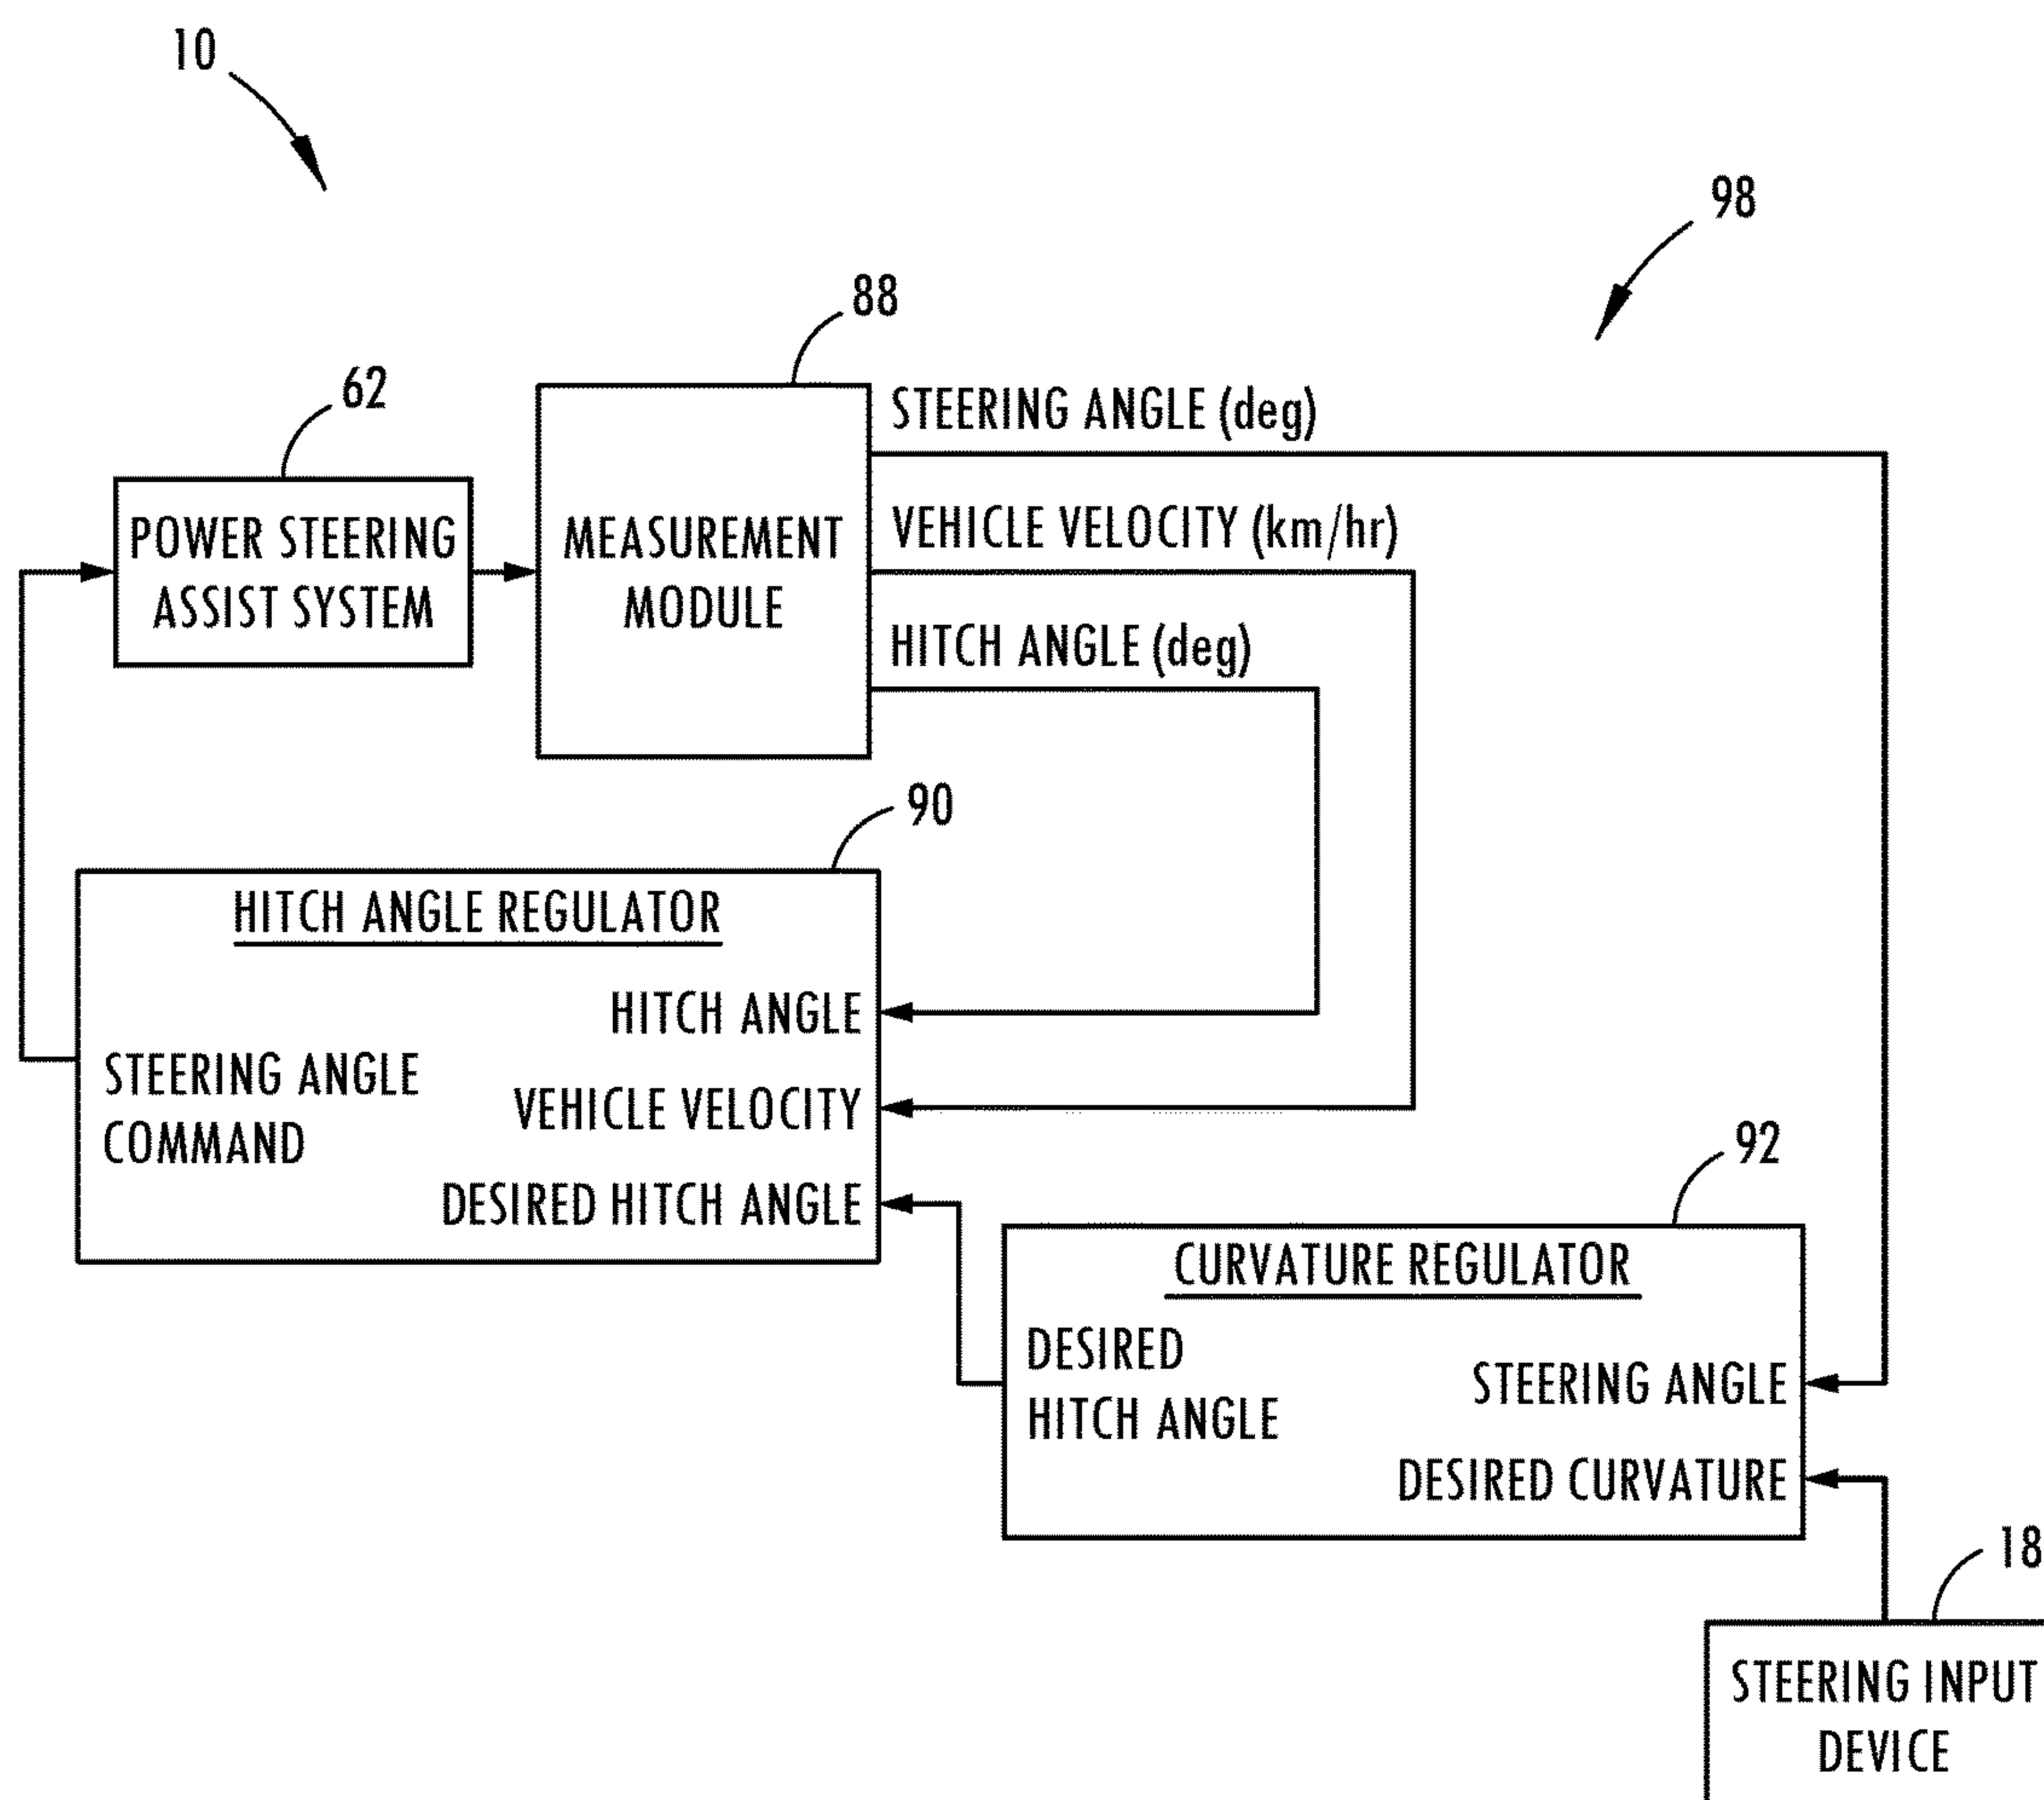 10
98
88
62
STEERING ANGLE (deg)
VEHICLE VELOCITY (km/hr)
HITCH ANGLE (deg)
POWER STEERING
ASSIST SYSTEM
MEASUREMENT
MODULE
90
HITCH ANGLE REGULATOR
HITCH ANGLE
STEERING ANGLE
COMMAND
VEHICLE VELOCITY
DESIRED HITCH ANGLE
92
CURVATURE REGULATOR
DESIRED
HITCH ANGLE
STEERING ANGLE
DESIRED CURVATURE
18
STEERING INPUT
DEVICE